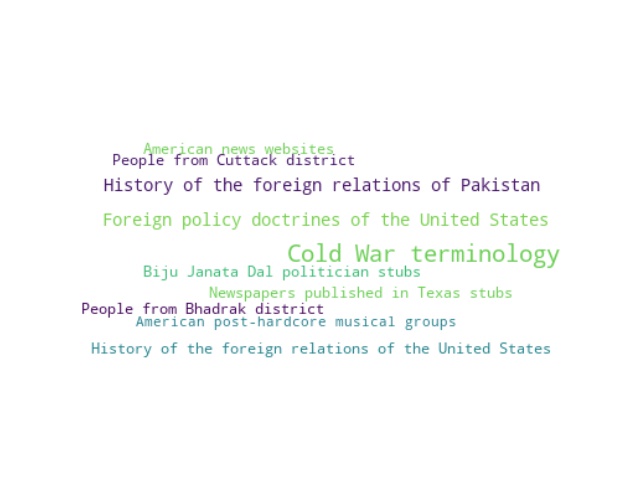 American news websites
People from Cuttack district
History of the foreign relations of Pakistan
Foreign policy doctrines of the United States
Cold War terminology
Biju Janata Dal politician stubs
Newspapers published in Texas stubs
People from Bhadrak district
American post-hardcore musical groups
History of the foreign relations of the United States